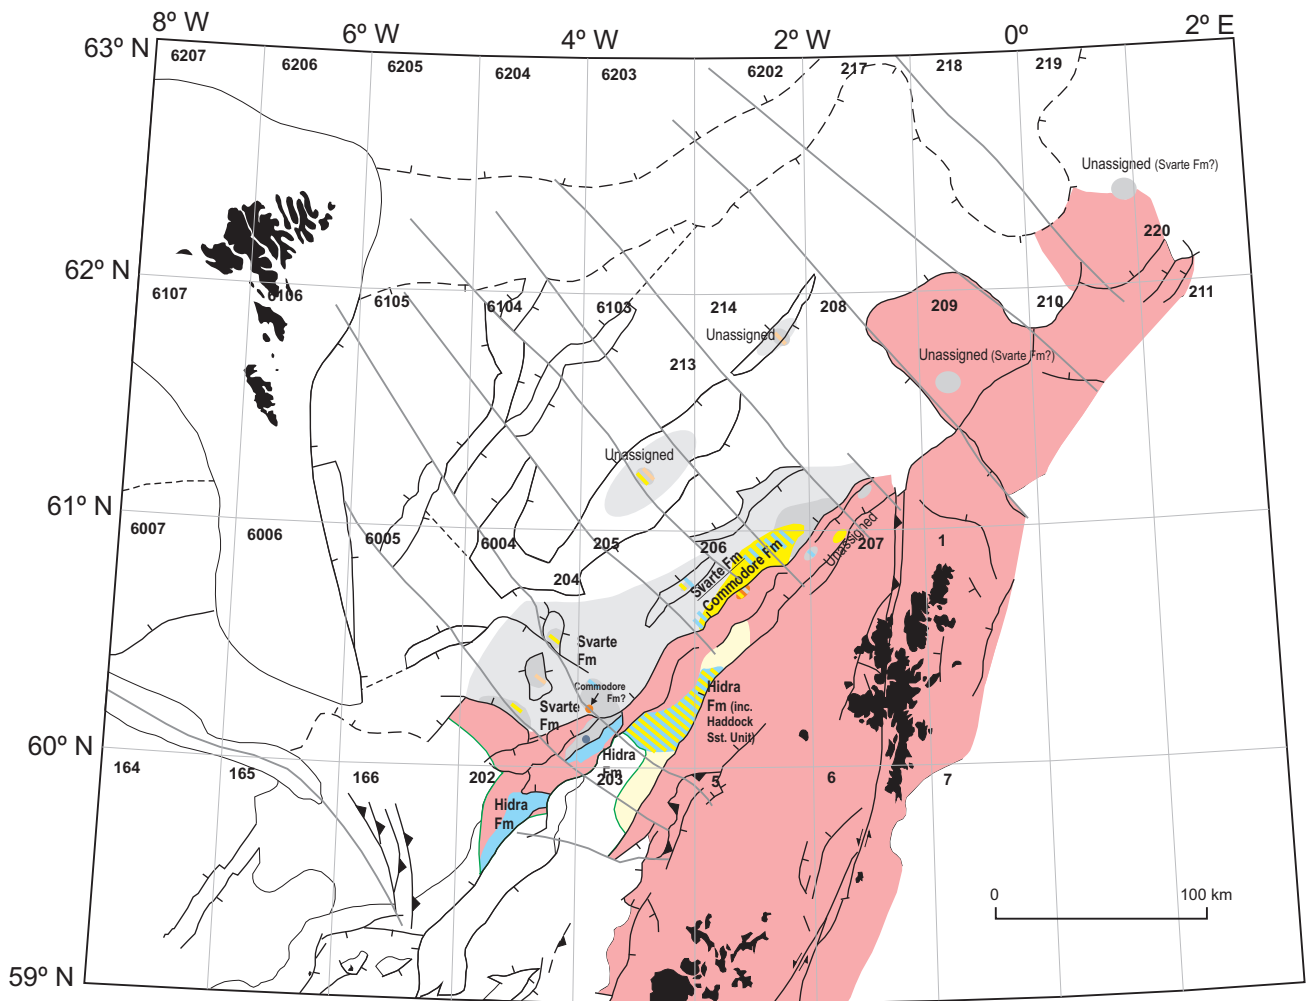 8º W
6º W
4º W
2º W
0º
2º E
63º N
6207
6206
6205
6204
6203
6202
217
218
219
Unassigned (Svarte Fm?)
220
62º N
6107
6106
6105
6104
6103
214
208
209
210
211
Unassigned
213
Unassigned (Svarte Fm?)
Unassigned
61º N
6007
6006
6005
6004
205
206
207
1
Unassigned
Svarte Fm
Commodore Fm
204
Svarte
Fm
Commodore
Fm?
Svarte
Fm
Hidra
Fm (inc.
Haddock
Sst. Unit)
60º N
Hidra
Fm
164
165
166
202
203
5
6
7
Hidra
Fm
0
100 km
59º N